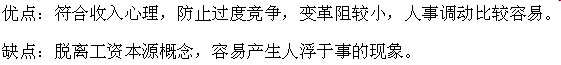 优点：符合收入心理，防止过度竞争，变革阻较小，人事调动比较容易。
缺点：脱离工资本源概念，容易产生人浮于事的现象。